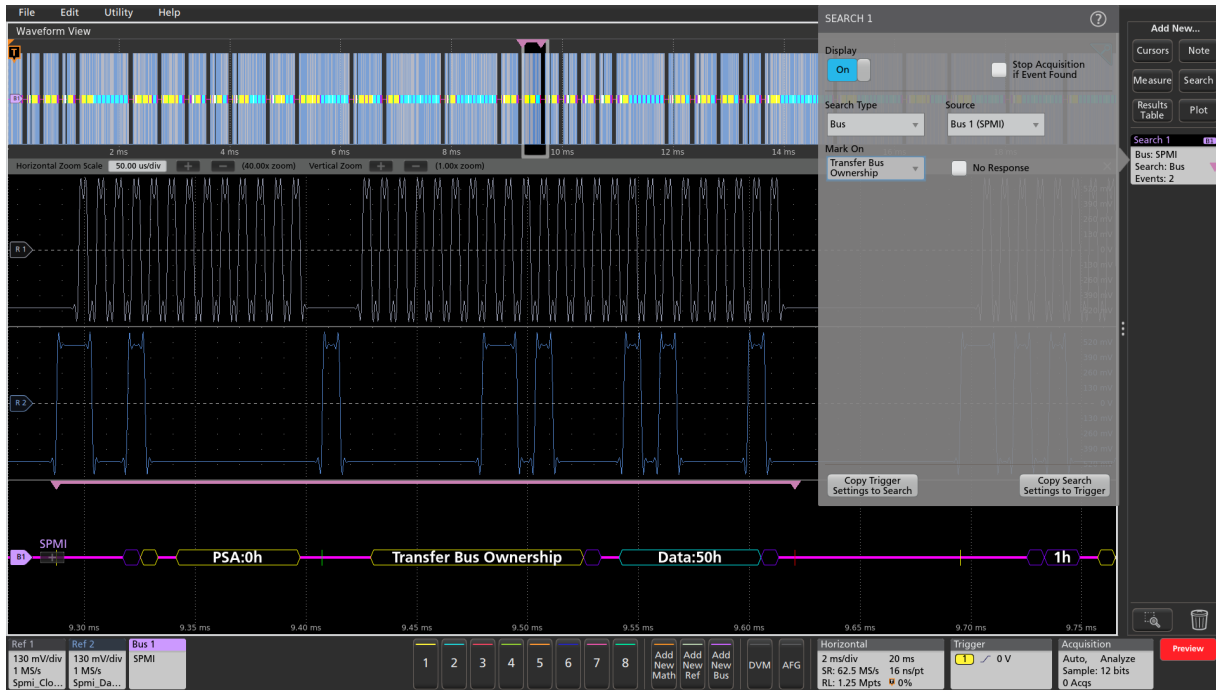 File Edit Utility Help
Waveform View
T
B1
2 ms 4 ms 6 ms 8 ms 10 ms 12 ms 14 ms
Horizontal Zoom Scale 50.00 us/div + − (40.00x zoom) Vertical Zoom + − (1.00x zoom)
R 1
R 2
SPMI
B1 +
PSA:0h Transfer Bus Ownership Data:50h 1h
9.30 ms 9.35 ms 9.40 ms 9.45 ms 9.50 ms 9.55 ms 9.60 ms 9.65 ms 9.70 ms 9.75 ms
SEARCH 1 ?
Display
On
Stop Acquisition
if Event Found
Search Type Source
Bus Bus 1 (SPMI)
Mark On
Transfer Bus
Ownership
No Response
Copy Trigger
Settings to Search
Copy Search
Settings to Trigger
Add New...
Cursors Note
Measure Search
Results
Table
Plot
Search 1 B1
Bus: SPMI
Search: Bus
Events: 2
Ref 1
130 mV/div
1 MS/s
Spmi_Clo...
Ref 2
130 mV/div
1 MS/s
Spmi_Da...
Bus 1
SPMI
1 2 3 4 5 6 7 8
Add
New
Math
Add
New
Ref
Add
New
Bus
DVM AFG
Horizontal
2 ms/div 20 ms
SR: 62.5 MS/s 16 ns/pt
RL: 1.25 Mpts 0%
Trigger
1 0 V
Acquisition
Auto, Analyze
Sample: 12 bits
0 Acqs
Preview